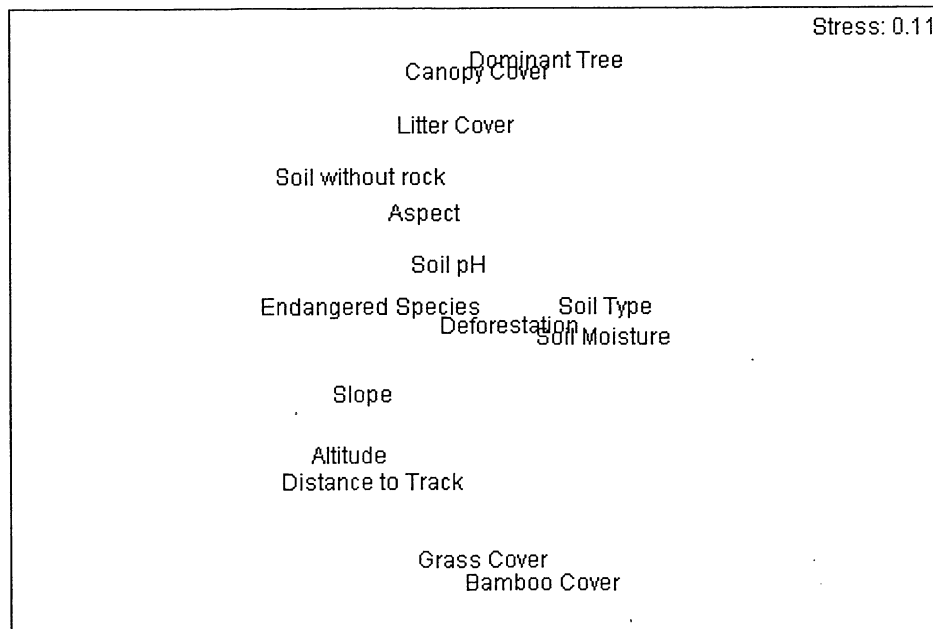 Stress: 0.11
Dominant Tree
Canopy Cover
Litter Cover
Soil without rock
Aspect
Soil pH
Endangered Species
Soil Type
Deforestation
Soil Moisture
Slope
Altitude
Distance to Track
Grass Cover
Bamboo Cover